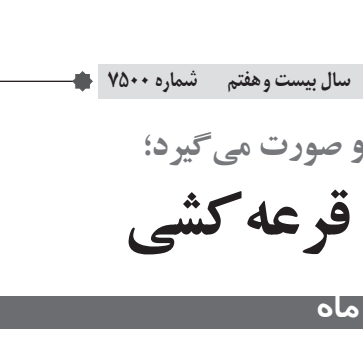 سال بیست و هفتم شماره ۷۵۰۰
و صورت می‌گیرد؛
قرعه‌کشی
ماه